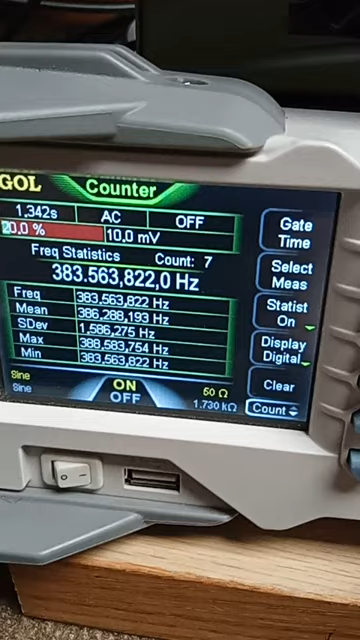 GOL
Counter
1,342s AC OFF
20,0 % 10,0 mV
Freq Statistics Count: 7
383.563,822,0 Hz
Freq 383,563,822 Hz
Mean 386,288,193 Hz
SDev 1,586,275 Hz
Max 388,583,754 Hz
Min 383,563,822 Hz
Gate Time
Select Meas
Statist On
Display Digital
Clear
Count
Sine
Sine
ON
OFF
50 Ω
1.730 kΩ